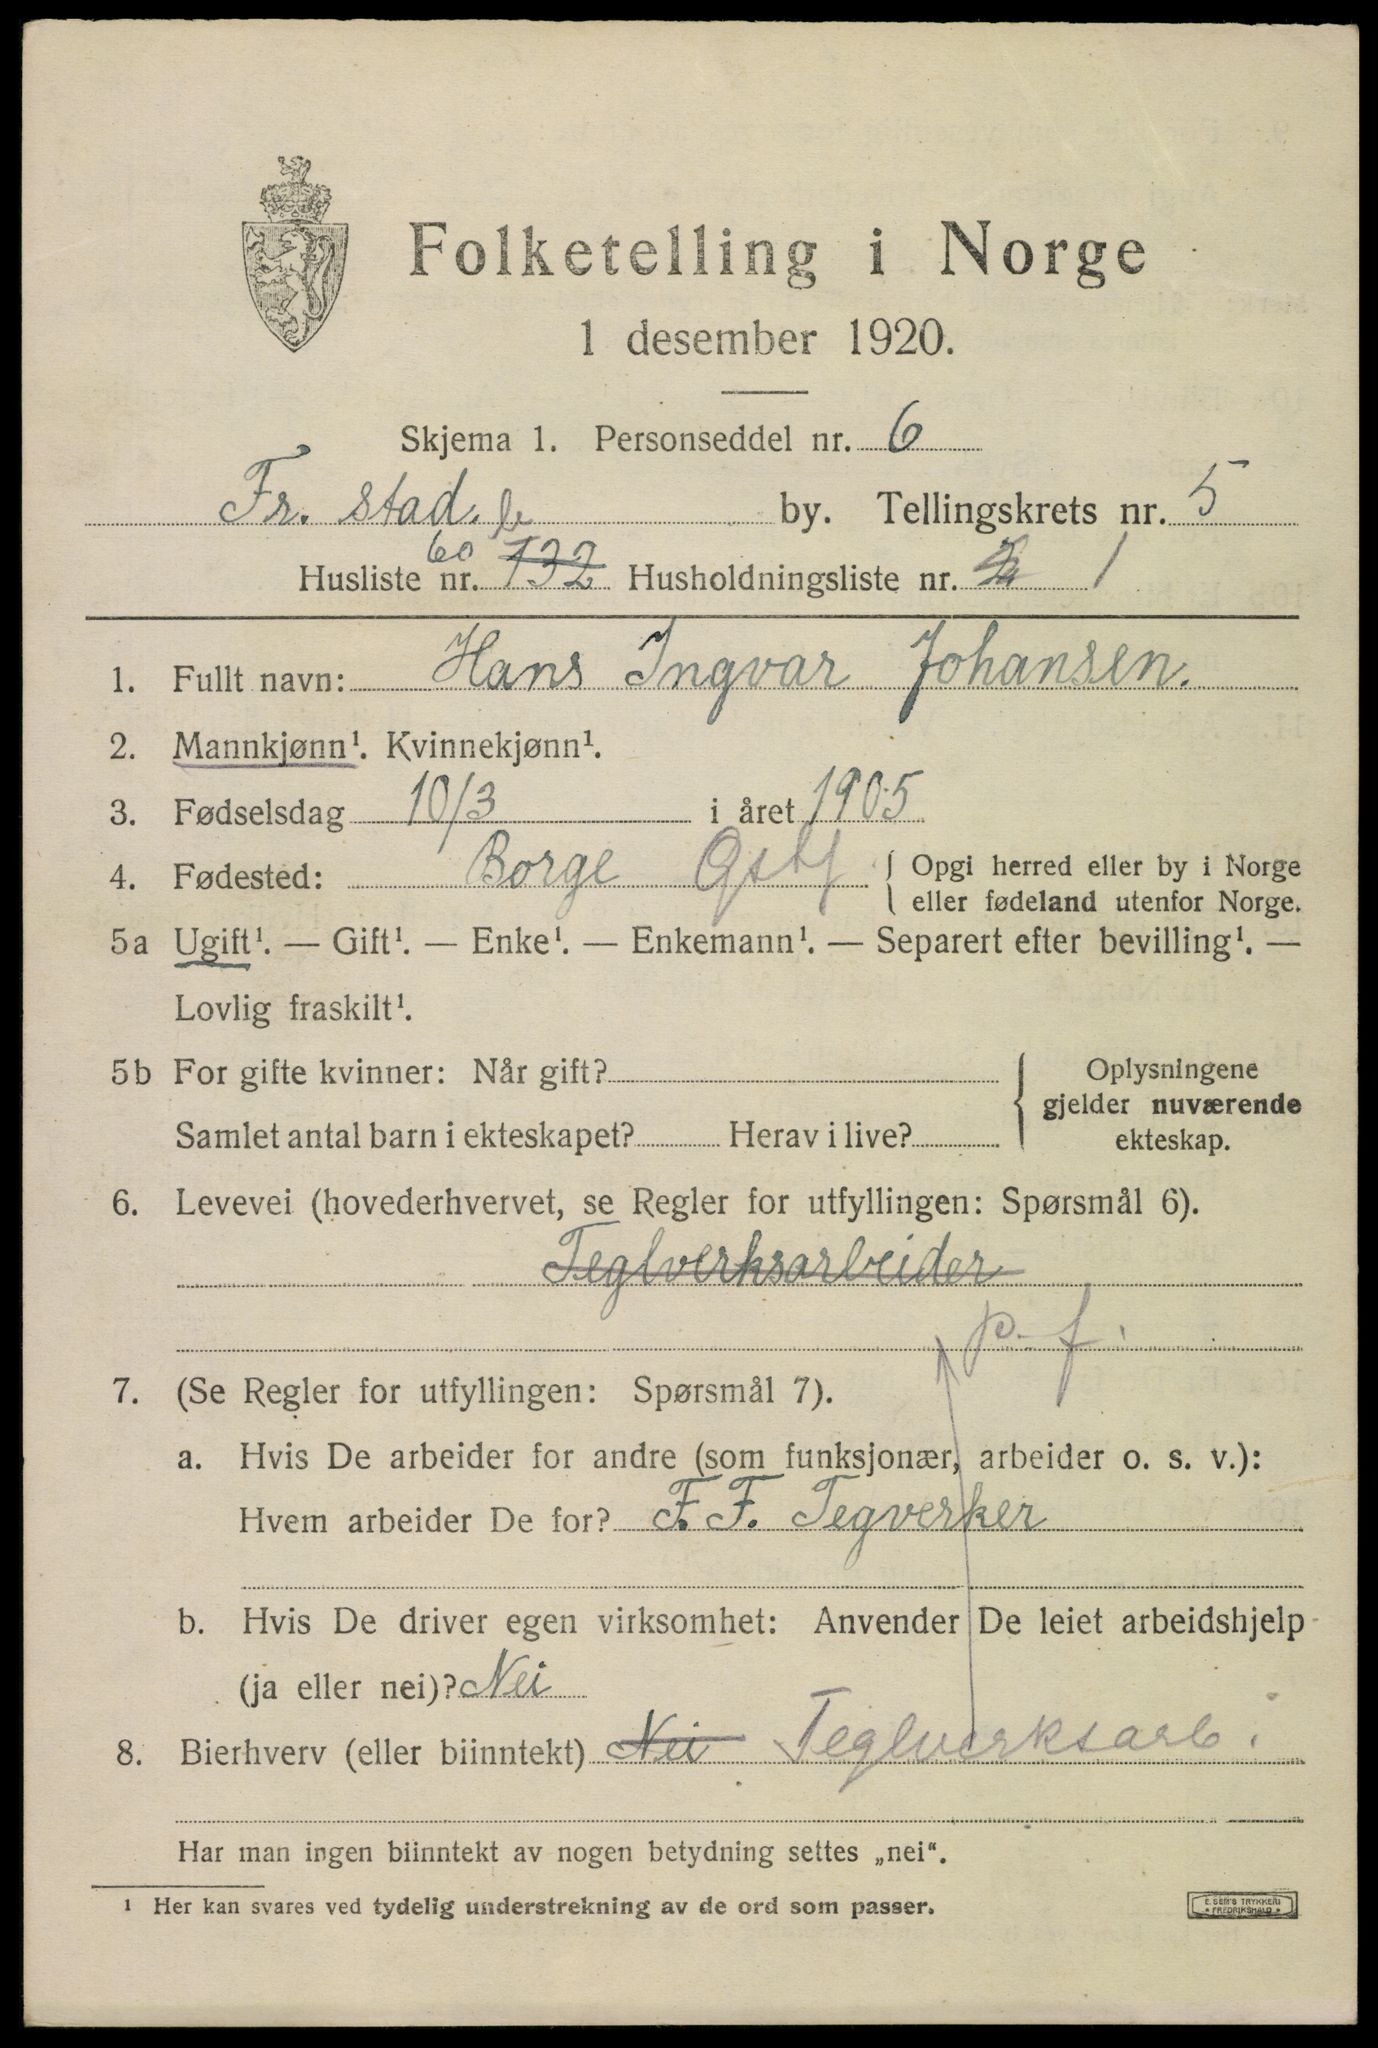 Folketelling i Norge
1 desember 1920.
Skjema 1. Personseddel nr. 6
Fr. stad. b by. Tellingskrets nr. 5
Husliste nr. 60 132 Husholdningsliste nr. 1
1. Fullt navn: Hans Ingvar Johansen.
2. Mannkjønn¹. Kvinnekjønn¹.
3. Fødselsdag 10/3 i året 1905
4. Fødested: Borge Østf { Opgi herred eller by i Norge
eller fødeland utenfor Norge.
5a Ugift¹. — Gift¹. — Enke¹. — Enkemann¹. — Separert efter bevilling¹. —
Lovlig fraskilt¹.
5b For gifte kvinner: Når gift?
Samlet antal barn i ekteskapet? Herav i live?
Oplysningene
gjelder nuværende
ekteskap.
6. Levevei (hovederhvervet, se Regler for utfyllingen: Spørsmål 6).
Teglverksarbeider
p. f.
7. (Se Regler for utfyllingen: Spørsmål 7).
a. Hvis De arbeider for andre (som funksjonær, arbeider o. s. v.):
Hvem arbeider De for? F. F. Tegverker
b. Hvis De driver egen virksomhet: Anvender De leiet arbeidshjelp
(ja eller nei)? Nei
8. Bierhverv (eller biinntekt) Nei Teglverksarb.
Har man ingen biinntekt av nogen betydning settes „nei“.
¹ Her kan svares ved tydelig understrekning av de ord som passer.
E. SEM'S TRYKKERI
* FREDRIKSHALD *